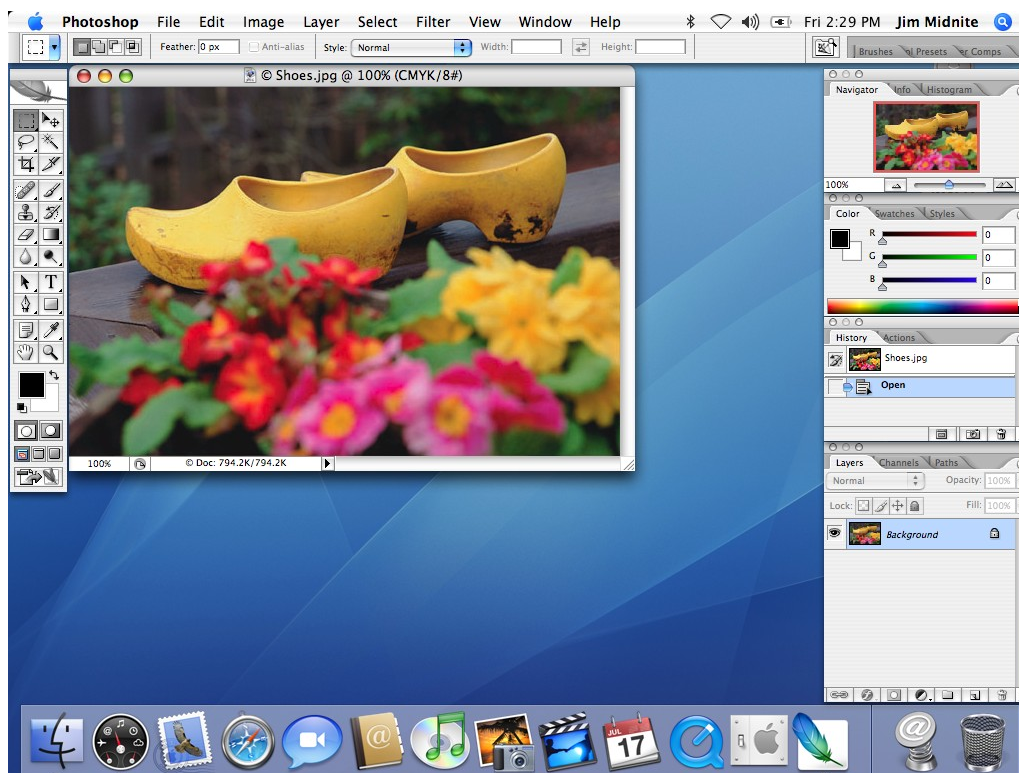 Photoshop File Edit Image Layer Select Filter View Window Help Fri 2:29 PM Jim Midnite
Feather: 0 px Anti-alias Style: Normal Width: Height:
Brushes Presets Comps
© Shoes.jpg @ 100% (CMYK/8#)
100% © Doc: 794.2K/794.2K
Navigator Info Histogram
100%
Color Swatches Styles
R 0
G 0
B 0
History Actions
Shoes.jpg
Open
Layers Channels Paths
Normal Opacity: 100%
Lock: Fill: 100%
Background
T
@
JUL
17
@